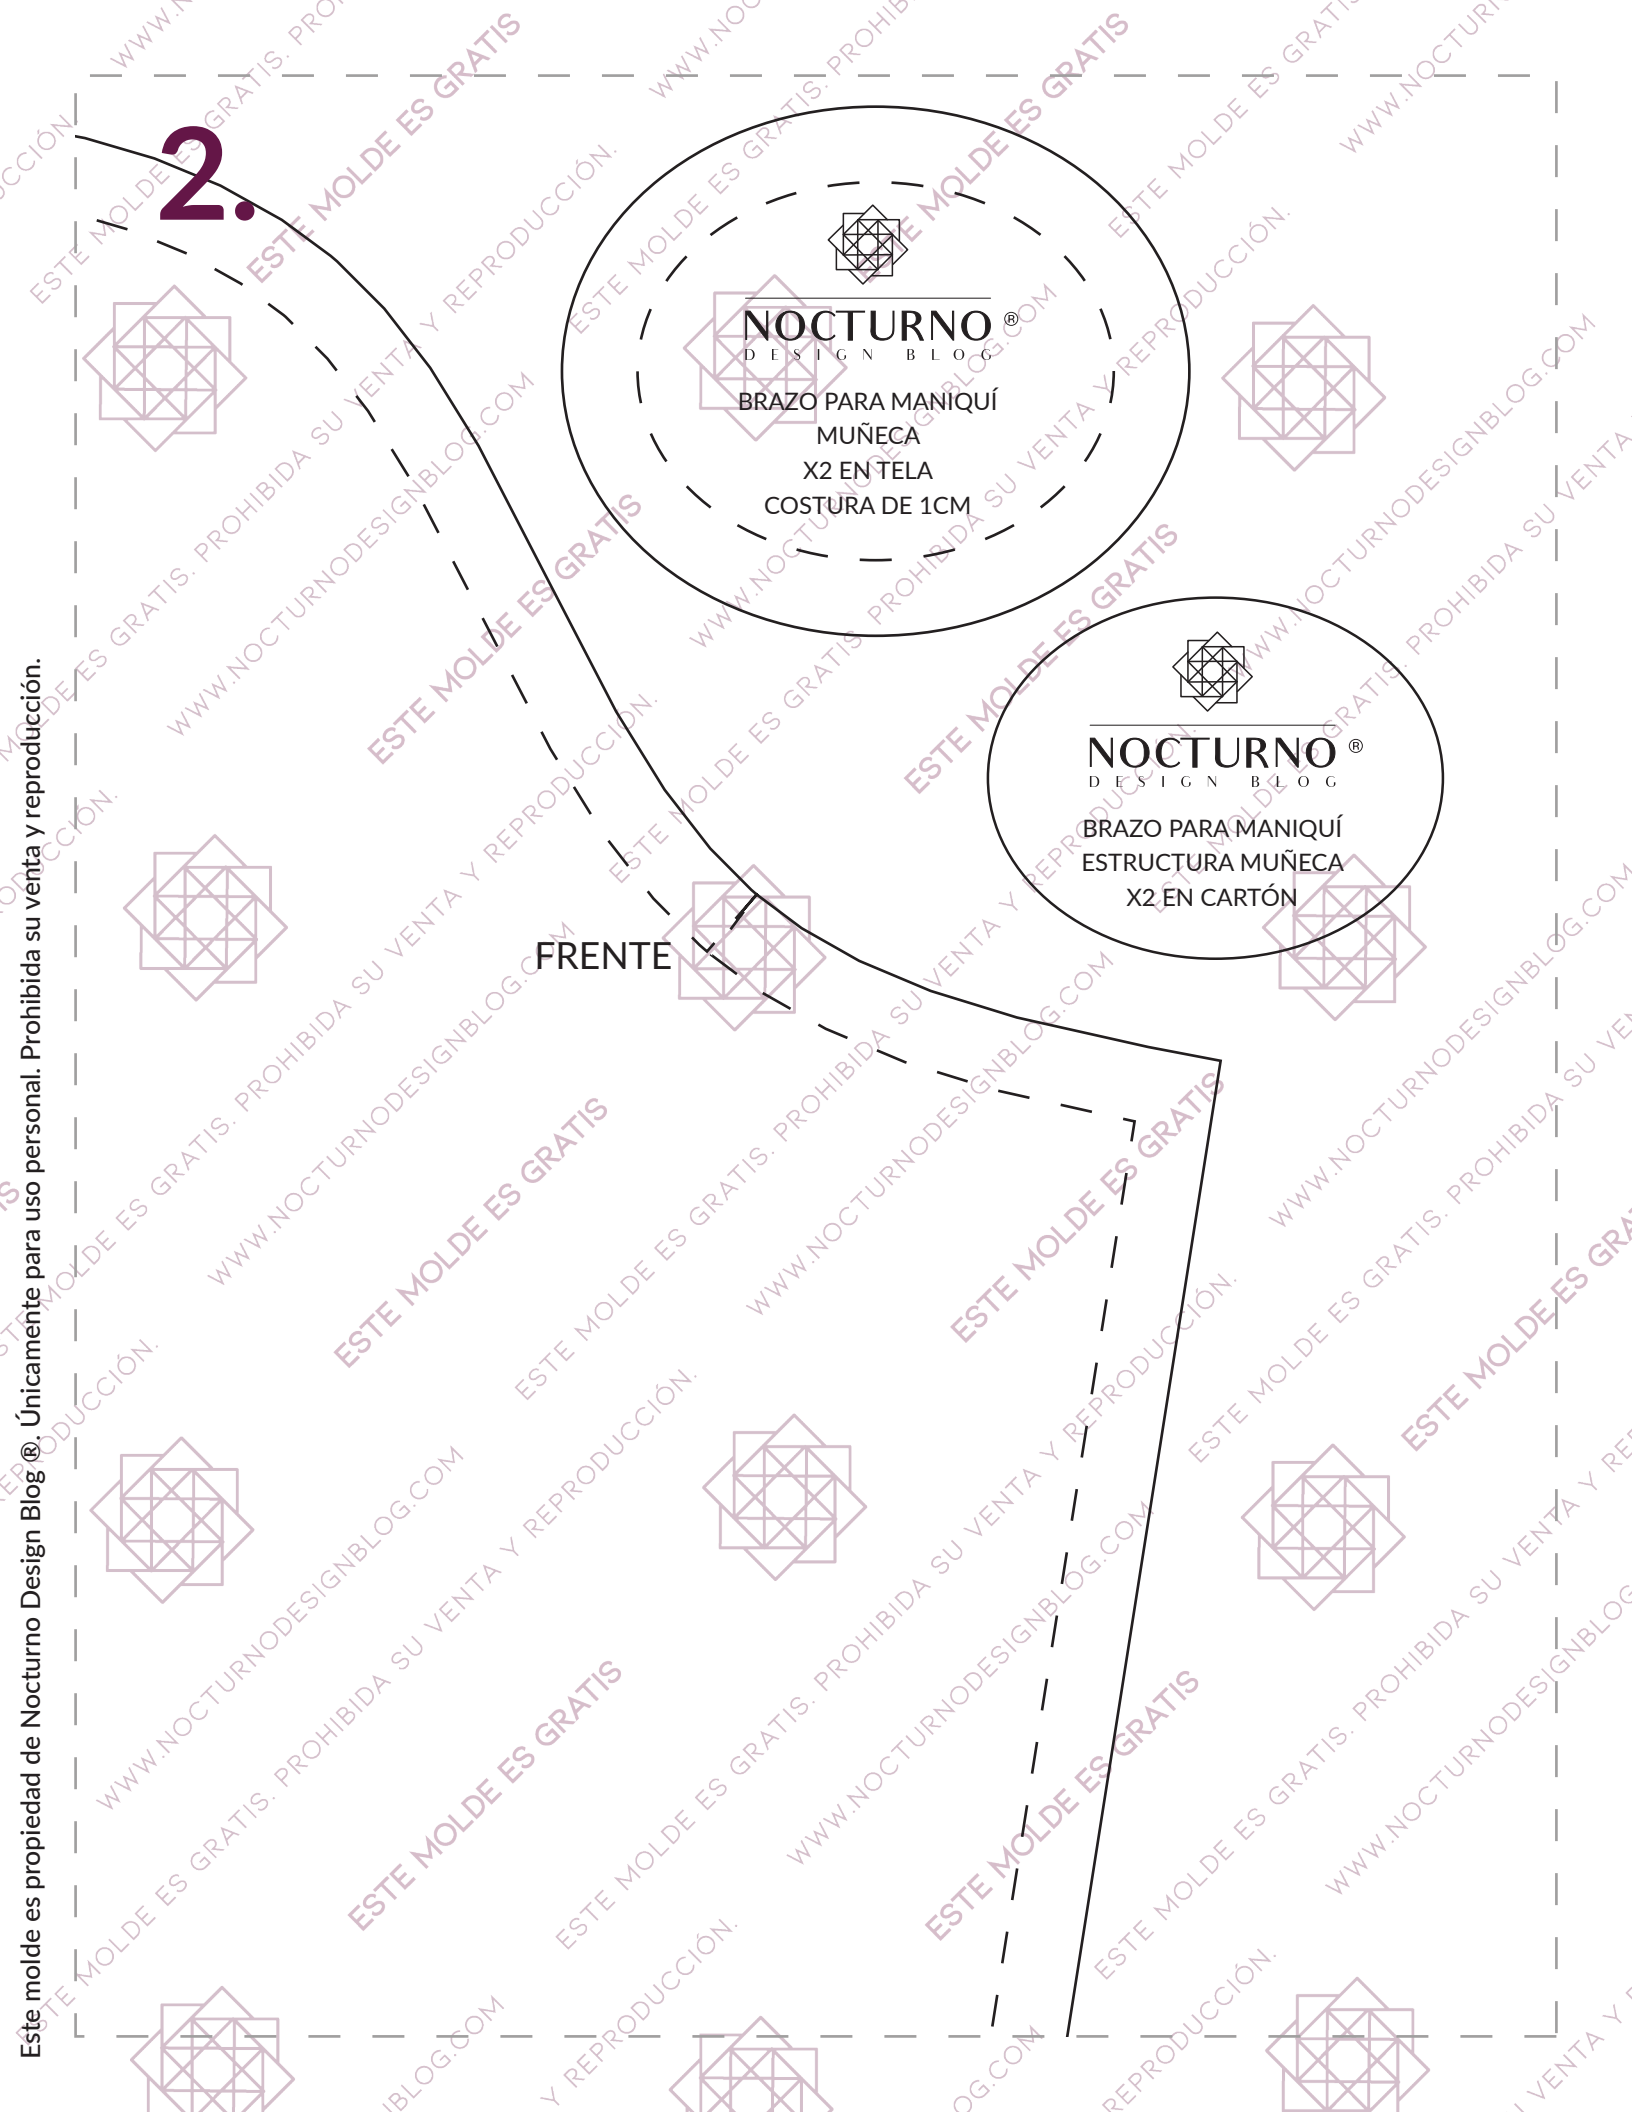 2.
NOCTURNO ®
DESIGN BLOG
BRAZO PARA MANIQUÍ
MUÑECA
X2 EN TELA
COSTURA DE 1CM
NOCTURNO ®
DESIGN BLOG
BRAZO PARA MANIQUÍ
ESTRUCTURA MUÑECA
X2 EN CARTÓN
FRENTE
Este molde es propiedad de Nocturno Design Blog ®. Únicamente para uso personal. Prohibida su venta y reproducción.
ESTE MOLDE ES GRATIS
ESTE MOLDE ES GRATIS. PROHIBIDA SU VENTA Y REPRODUCCIÓN.
WWW.NOCTURNODESIGNBLOG.COM